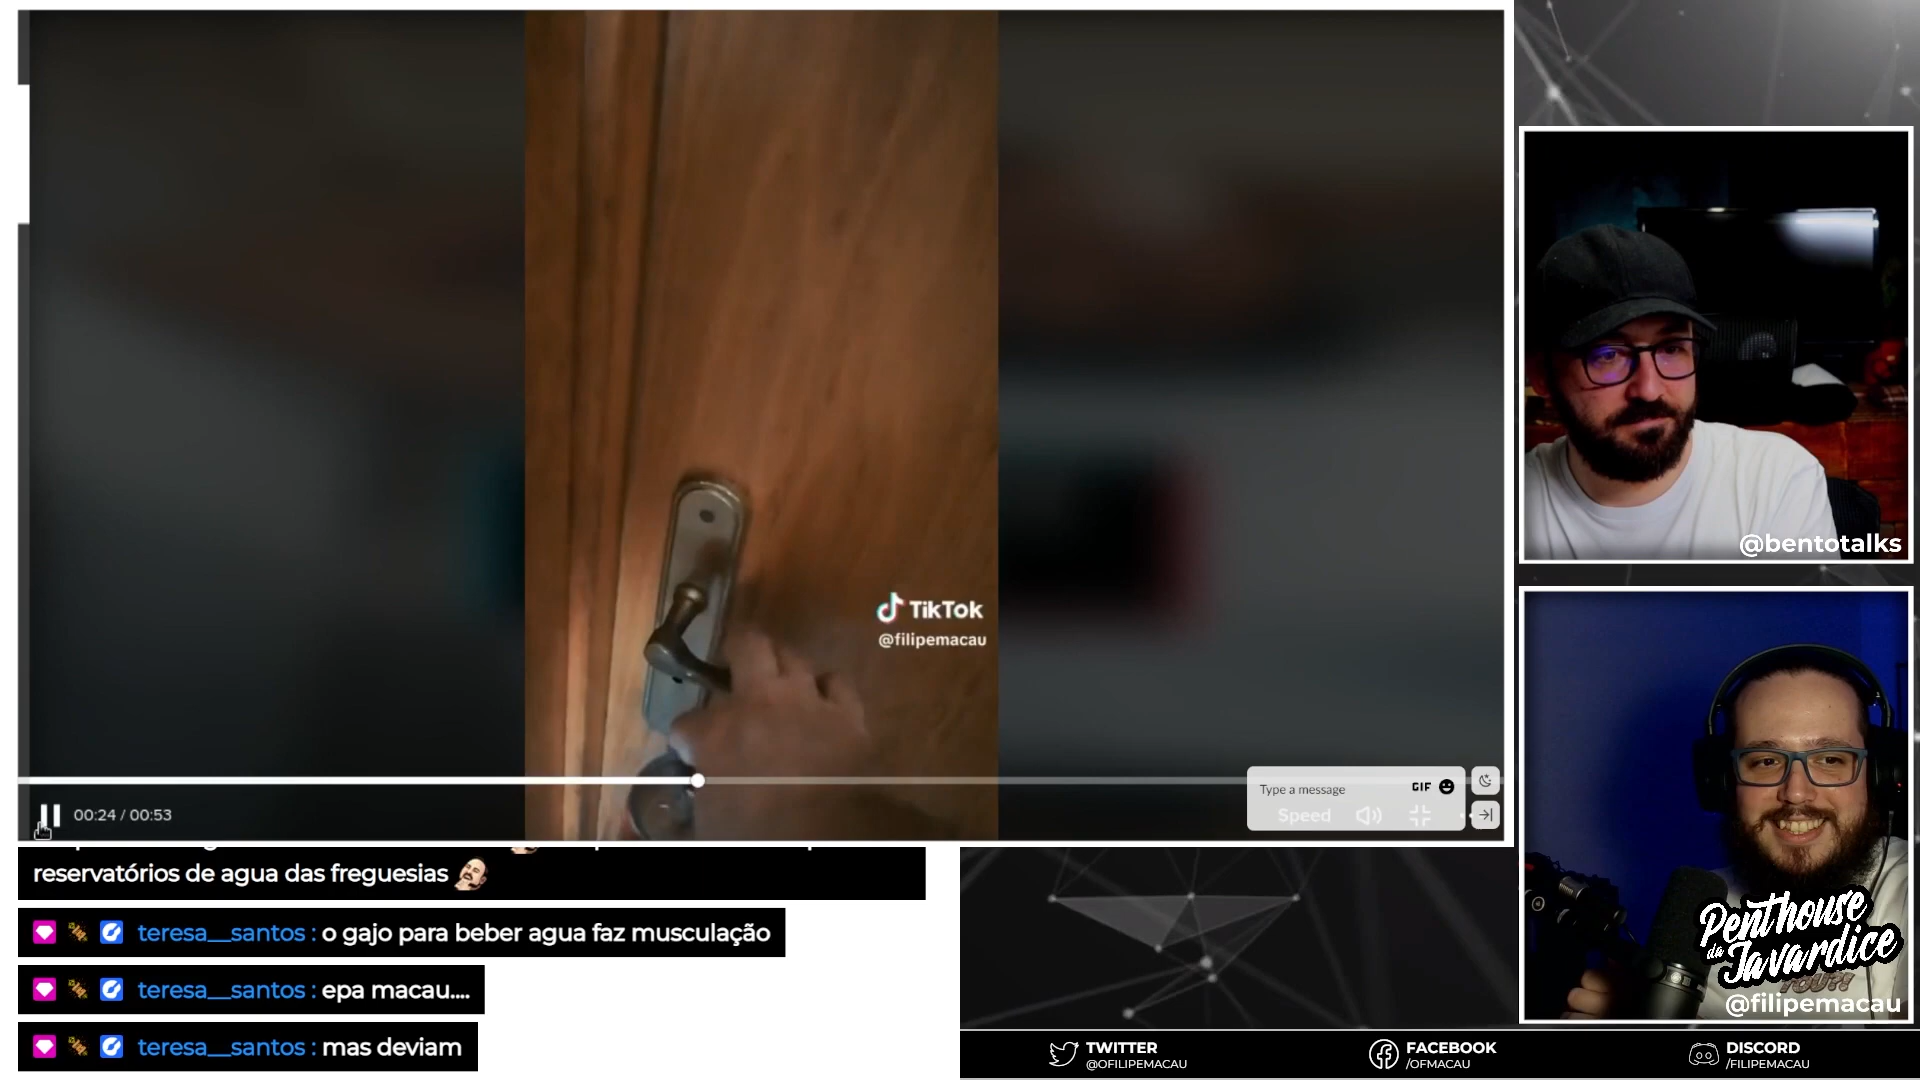 TikTok
@filipemacau
00:24 / 00:53
Type a message
GIF
Speed
@bentotalks
reservatórios de agua das freguesias
teresa__santos : o gajo para beber agua faz musculação
teresa__santos : epa macau....
teresa__santos : mas deviam
Penthouse
da Javardice
@filipemacau
TWITTER
@OFILIPEMACAU
FACEBOOK
/OFMACAU
DISCORD
/FILIPEMACAU